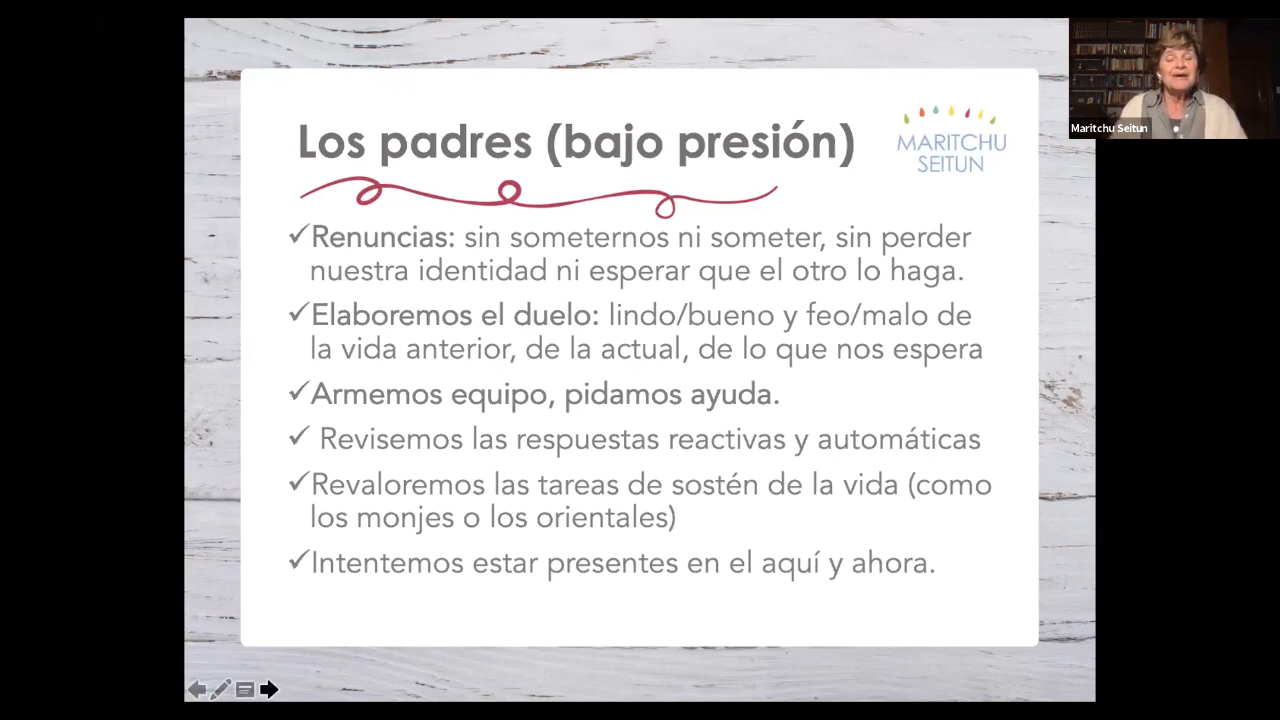 Los padres (bajo presión)
MARITCHU
SEITUN
Maritchu Seitun
✓Renuncias: sin someternos ni someter, sin perder
nuestra identidad ni esperar que el otro lo haga.
✓Elaboremos el duelo: lindo/bueno y feo/malo de
la vida anterior, de la actual, de lo que nos espera
✓Armemos equipo, pidamos ayuda.
✓ Revisemos las respuestas reactivas y automáticas
✓Revaloremos las tareas de sostén de la vida (como
los monjes o los orientales)
✓Intentemos estar presentes en el aquí y ahora.